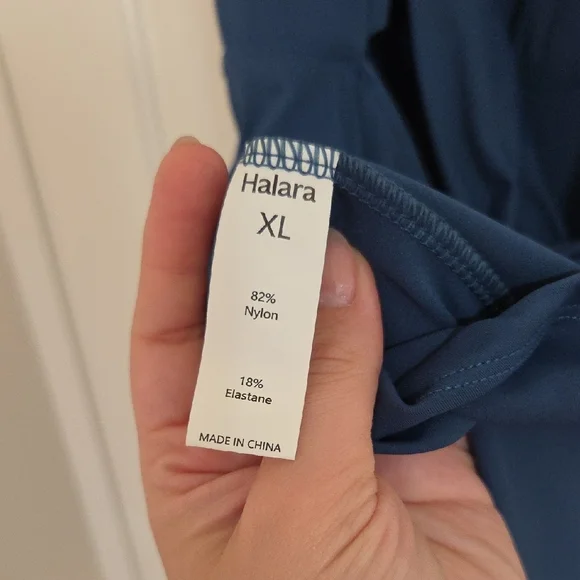 Halara
XL
82%
Nylon
18%
Elastane
MADE IN CHINA